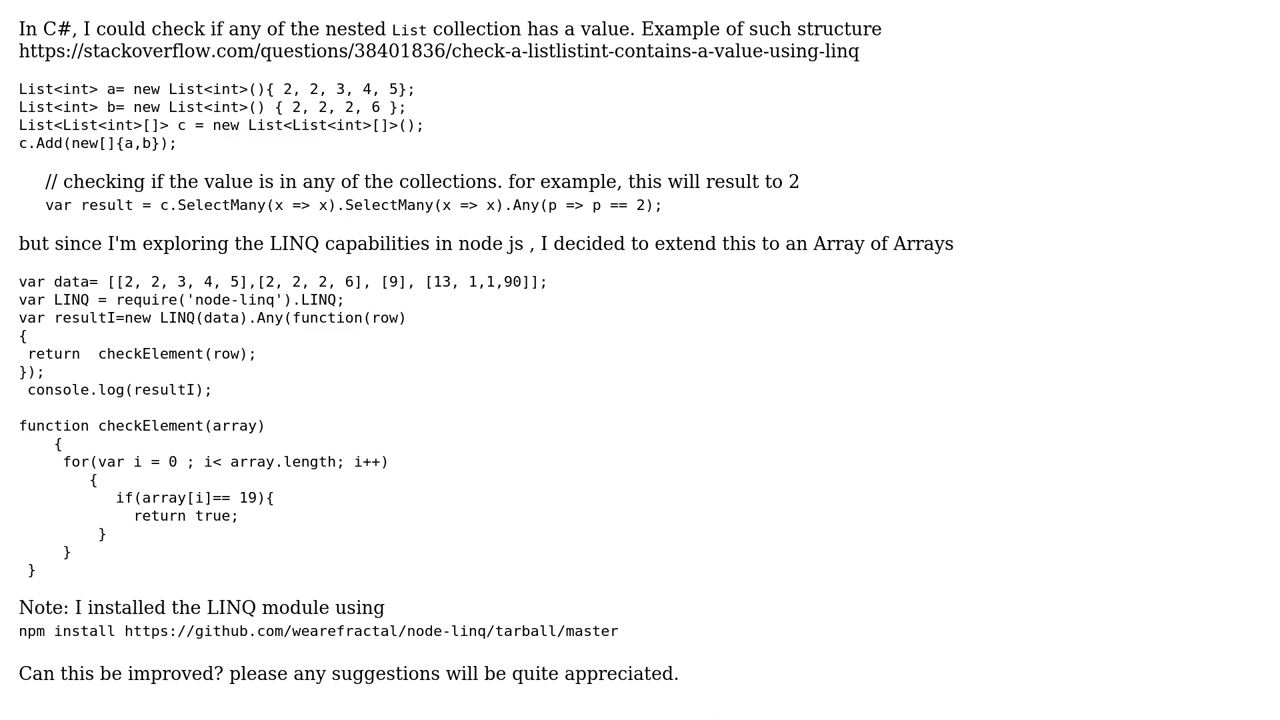 In C#, I could check if any of the nested List collection has a value. Example of such structure
https://stackoverflow.com/questions/38401836/check-a-listlistint-contains-a-value-using-linq
List<int> a= new List<int>(){ 2, 2, 3, 4, 5};
List<int> b= new List<int>() { 2, 2, 2, 6 };
List<List<int>[]> c = new List<List<int>[]>();
c.Add(new[]{a,b});
// checking if the value is in any of the collections. for example, this will result to 2
var result = c.SelectMany(x => x).SelectMany(x => x).Any(p => p == 2);
but since I'm exploring the LINQ capabilities in node js , I decided to extend this to an Array of Arrays
var data= [[2, 2, 3, 4, 5],[2, 2, 2, 6], [9], [13, 1,1,90]];
var LINQ = require('node-linq').LINQ;
var resultI=new LINQ(data).Any(function(row)
{
 return  checkElement(row);
});
 console.log(resultI);
function checkElement(array)
    {
     for(var i = 0 ; i< array.length; i++)
        {
           if(array[i]== 19){
             return true;
         }
     }
 }
Note: I installed the LINQ module using
npm install https://github.com/wearefractal/node-linq/tarball/master
Can this be improved? please any suggestions will be quite appreciated.